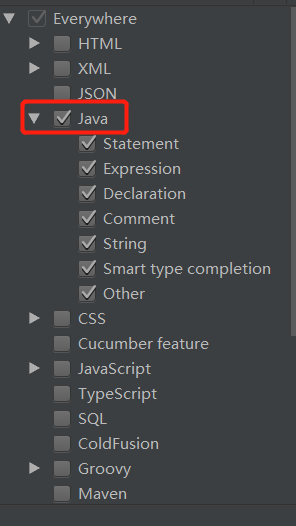 Everywhere
HTML
XML
JSON
Java
Statement
Expression
Declaration
Comment
String
Smart type completion
Other
CSS
Cucumber feature
JavaScript
TypeScript
SQL
ColdFusion
Groovy
Maven